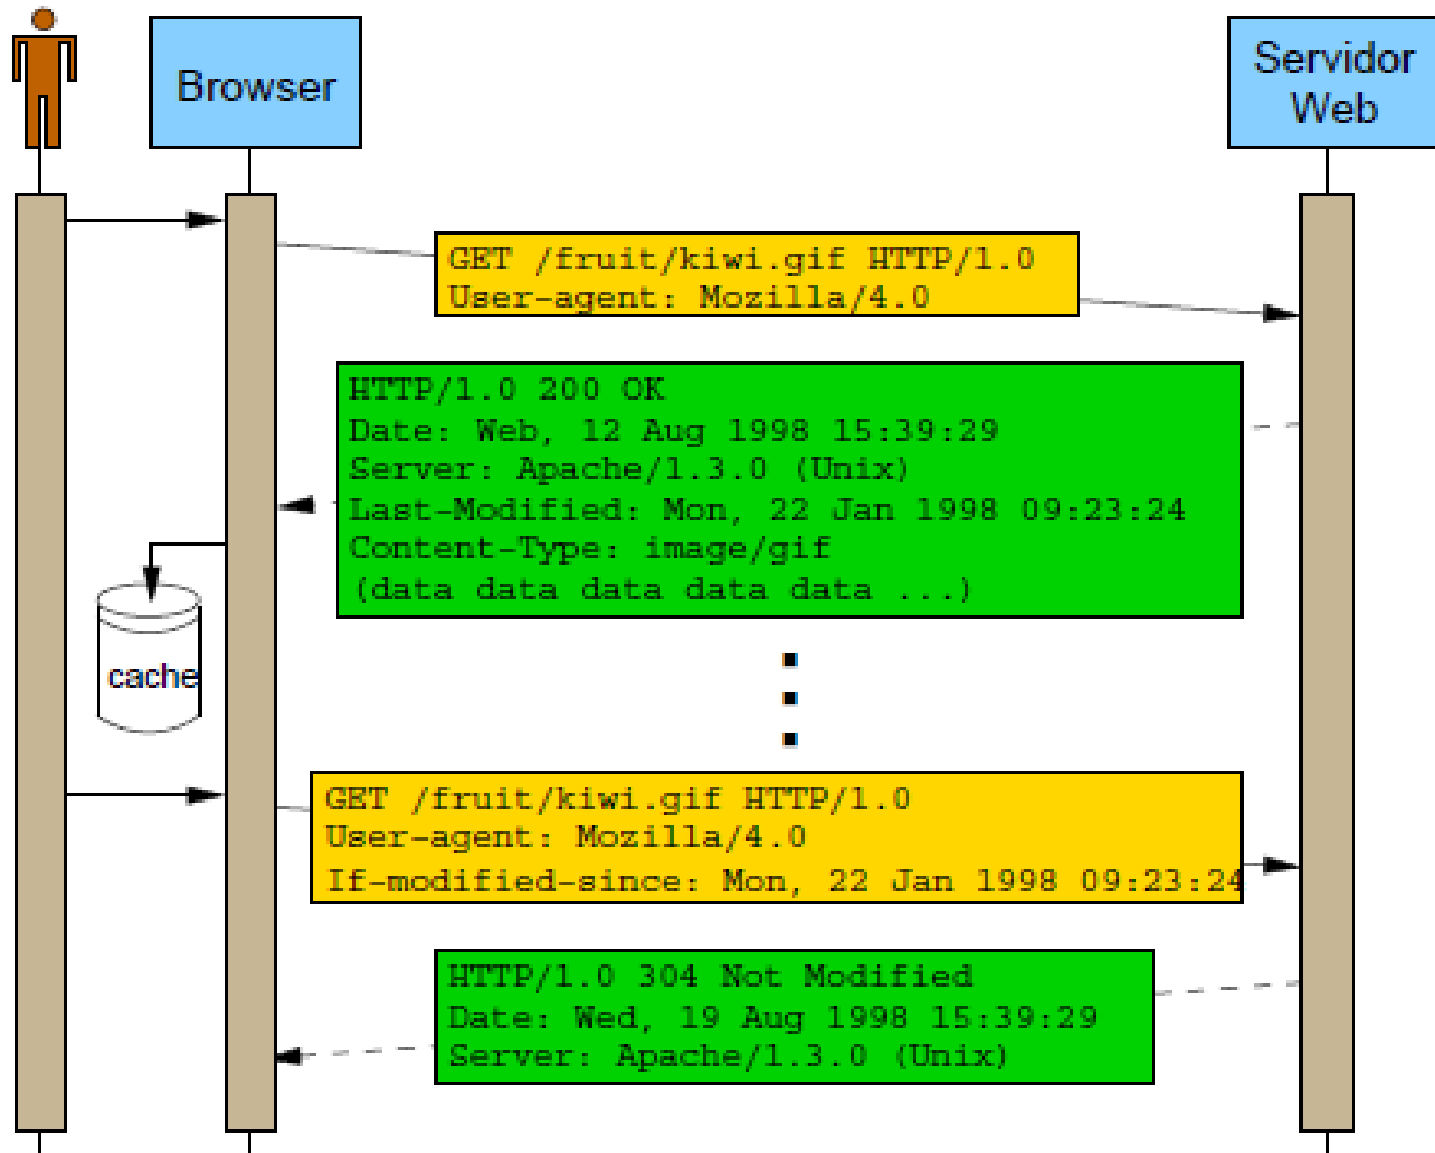 Browser
Servidor
Web
GET /fruit/kiwi.gif HTTP/1.0
User-agent: Mozilla/4.0
HTTP/1.0 200 OK
Date: Web, 12 Aug 1998 15:39:29
Server: Apache/1.3.0 (Unix)
Last-Modified: Mon, 22 Jan 1998 09:23:24
Content-Type: image/gif
(data data data data data ...)
cache
GET /fruit/kiwi.gif HTTP/1.0
User-agent: Mozilla/4.0
If-modified-since: Mon, 22 Jan 1998 09:23:24
HTTP/1.0 304 Not Modified
Date: Wed, 19 Aug 1998 15:39:29
Server: Apache/1.3.0 (Unix)